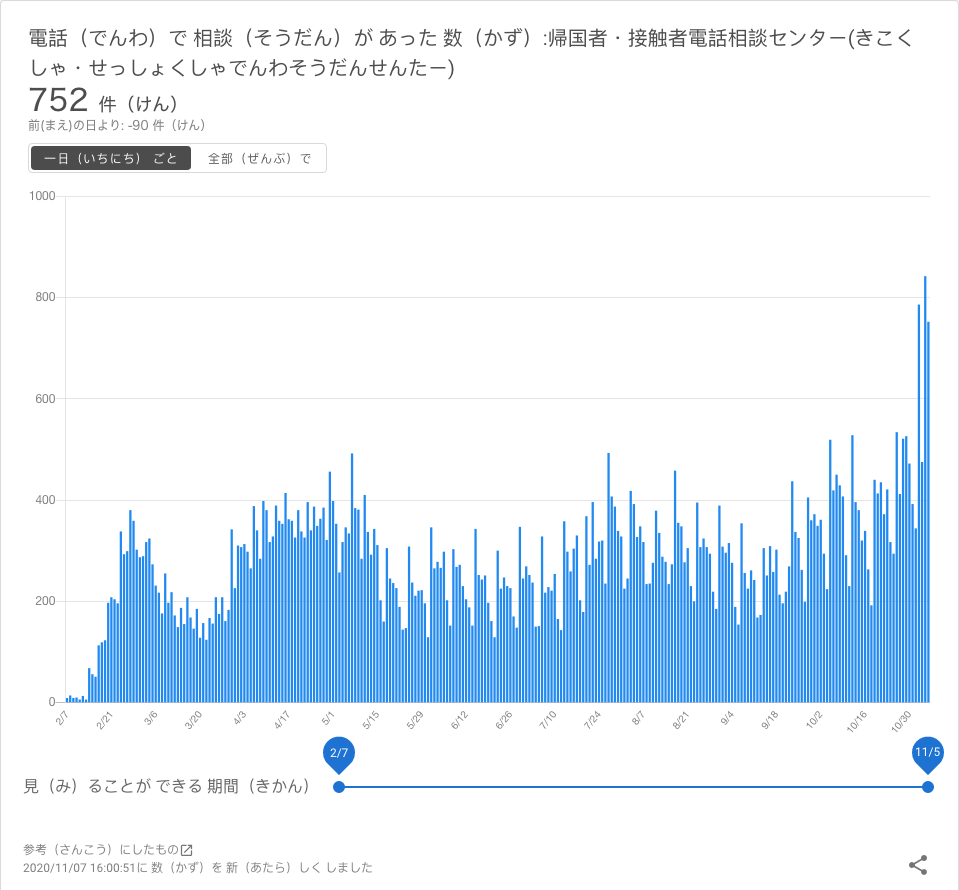 電話（でんわ）で 相談（そうだん）が あった 数（かず）:帰国者・接触者電話相談センター(きこく
しゃ・せっしょくしゃでんわそうだんせんたー)
752 件（けん）
前(まえ)の日より: -90 件（けん）
一日（いちにち） ごと 全部（ぜんぶ）で
1000
800
600
400
200
0
2/7 2/21 3/6 3/20 4/3 4/17 5/1 5/15 5/29 6/12 6/26 7/10 7/24 8/7 8/21 9/4 9/18 10/2 10/16 10/30
2/7 11/5
見（み）ることが できる 期間（きかん）
参考（さんこう）にしたもの
2020/11/07 16:00:51に 数（かず）を 新（あたら）しく しました